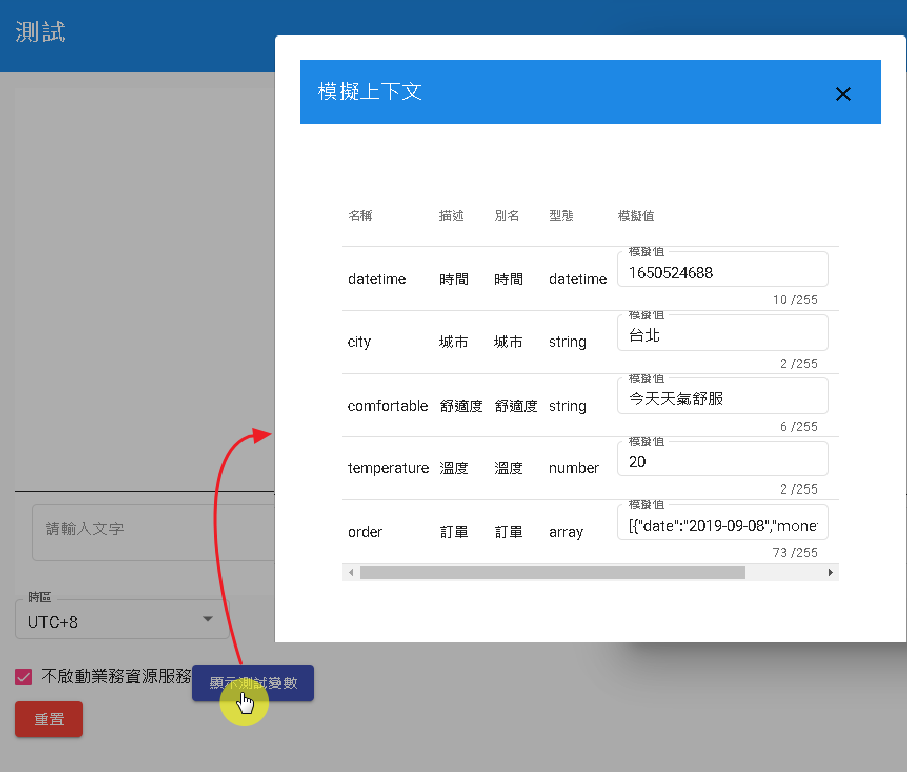 測試
模擬上下文
名稱 描述 別名 型態 模擬值
模擬值
datetime 時間 時間 datetime 1650524688
10 /255
模擬值
city 城市 城市 string 台北
2 /255
模擬值
comfortable 舒適度 舒適度 string 今天天氣舒服
6 /255
模擬值
temperature 溫度 溫度 number 20
2 /255
模擬值
order 訂單 訂單 array [{"date":"2019-09-08","mone
73 /255
請輸入文字
時區
UTC+8
不啟動業務資源服務
顯示測試變數
重置